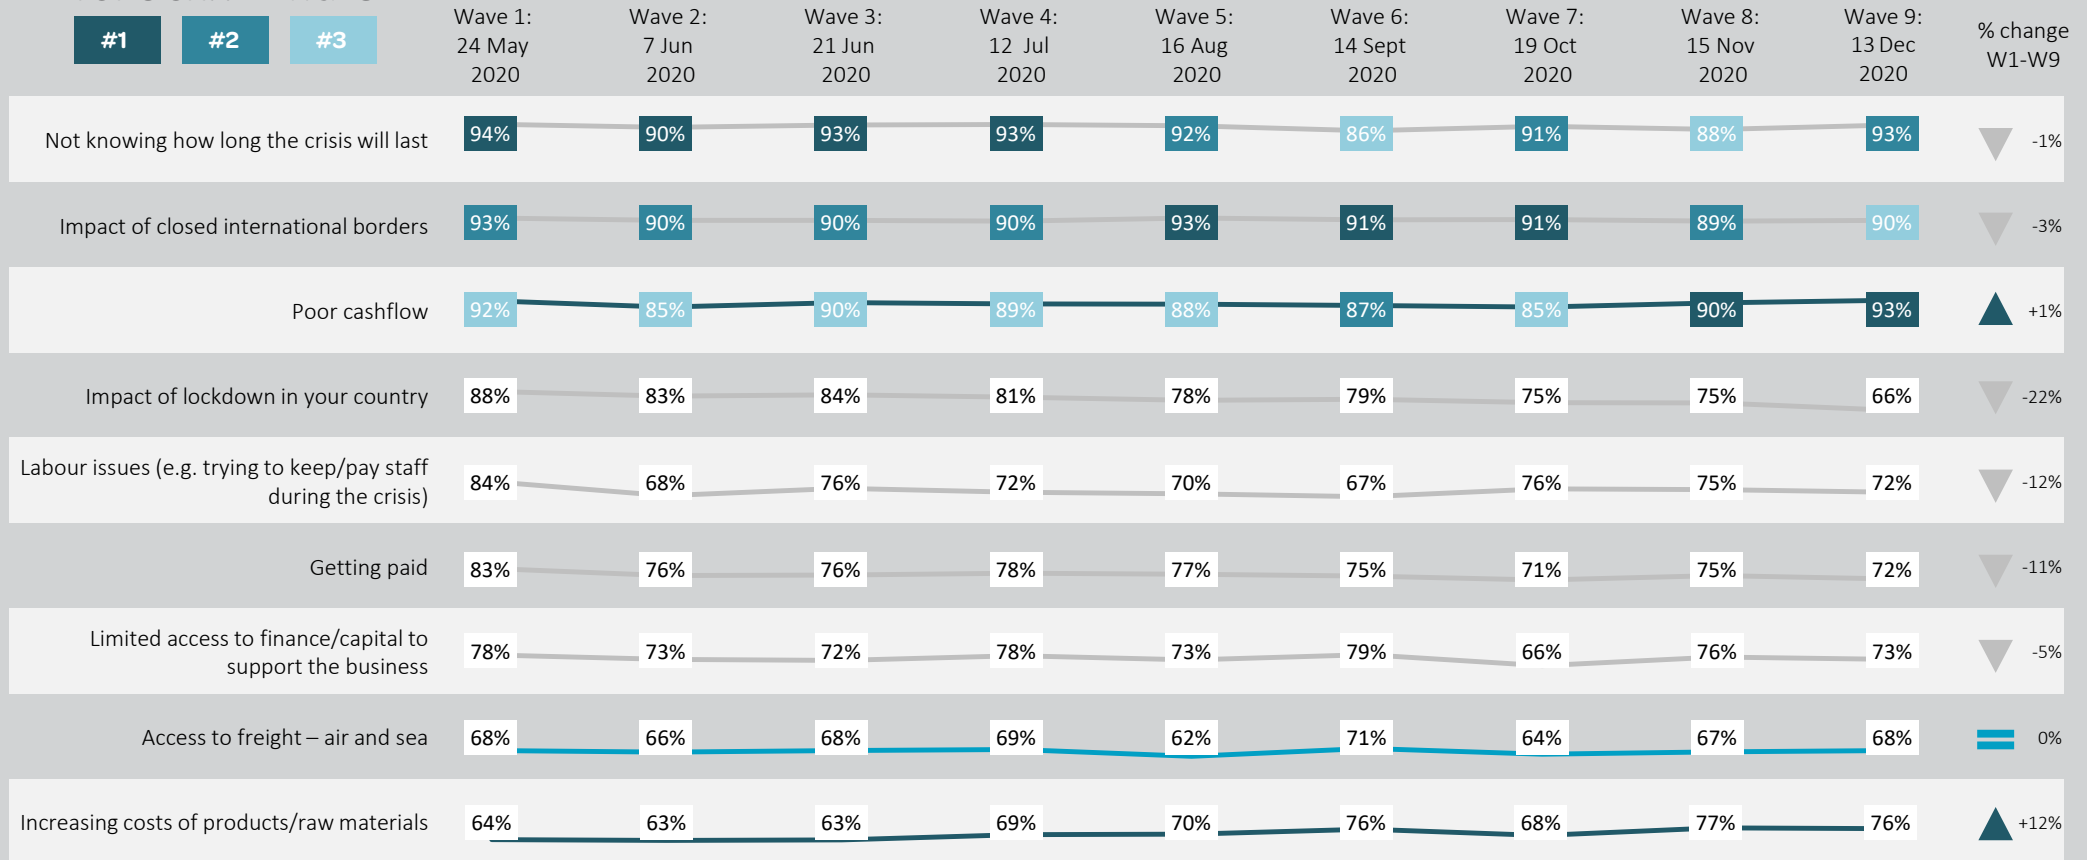 #1 #2 #3
Wave 1: Wave 2: Wave 3: Wave 4: Wave 5: Wave 6: Wave 7: Wave 8: Wave 9:
24 May 7 Jun 21 Jun 12 Jul 16 Aug 14 Sept 19 Oct 15 Nov 13 Dec
2020 2020 2020 2020 2020 2020 2020 2020 2020
% change
W1-W9
Not knowing how long the crisis will last 94% 90% 93% 93% 92% 86% 91% 88% 93% -1%
Impact of closed international borders 93% 90% 90% 90% 93% 91% 91% 89% 90% -3%
Poor cashflow 92% 85% 90% 89% 88% 87% 85% 90% 93% +1%
Impact of lockdown in your country 88% 83% 84% 81% 78% 79% 75% 75% 66% -22%
Labour issues (e.g. trying to keep/pay staff
during the crisis) 84% 68% 76% 72% 70% 67% 76% 75% 72% -12%
Getting paid 83% 76% 76% 78% 77% 75% 71% 75% 72% -11%
Limited access to finance/capital to
support the business 78% 73% 72% 78% 73% 79% 66% 76% 73% -5%
Access to freight – air and sea 68% 66% 68% 69% 62% 71% 64% 67% 68% 0%
Increasing costs of products/raw materials 64% 63% 63% 69% 70% 76% 68% 77% 76% +12%